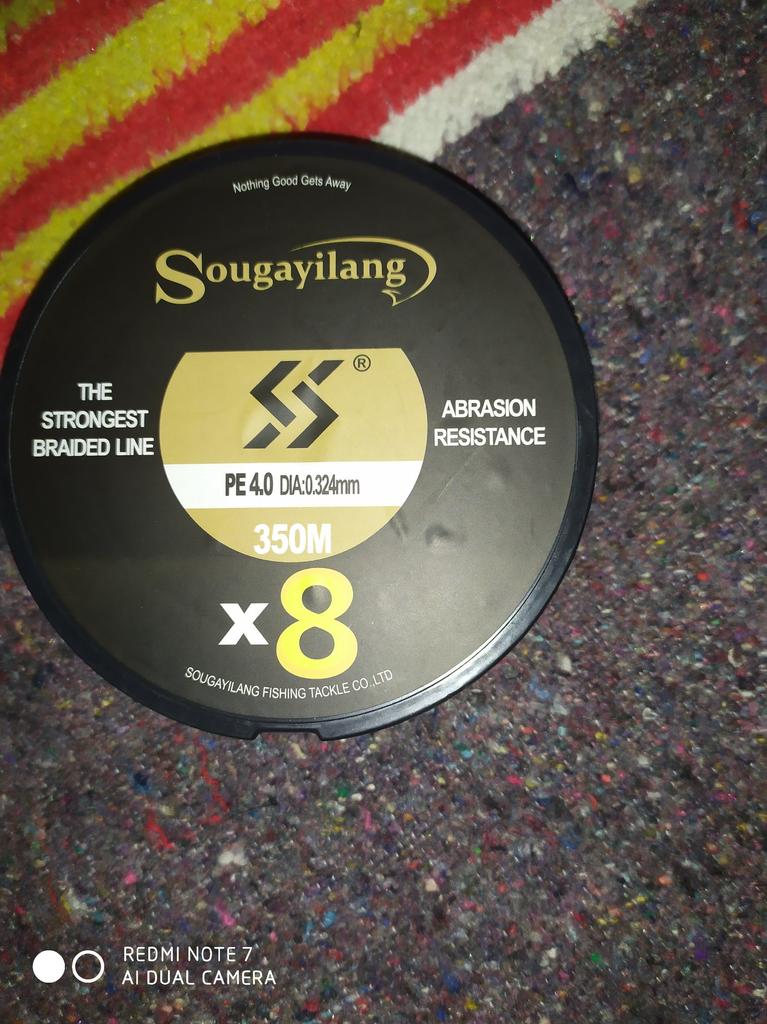 Nothing Good Gets Away
Sougayilang
®
THE
STRONGEST
BRAIDED LINE
ABRASION
RESISTANCE
PE 4.0 DIA:0.324mm
350M
x8
SOUGAYILANG FISHING TACKLE CO.,LTD
REDMI NOTE 7
AI DUAL CAMERA